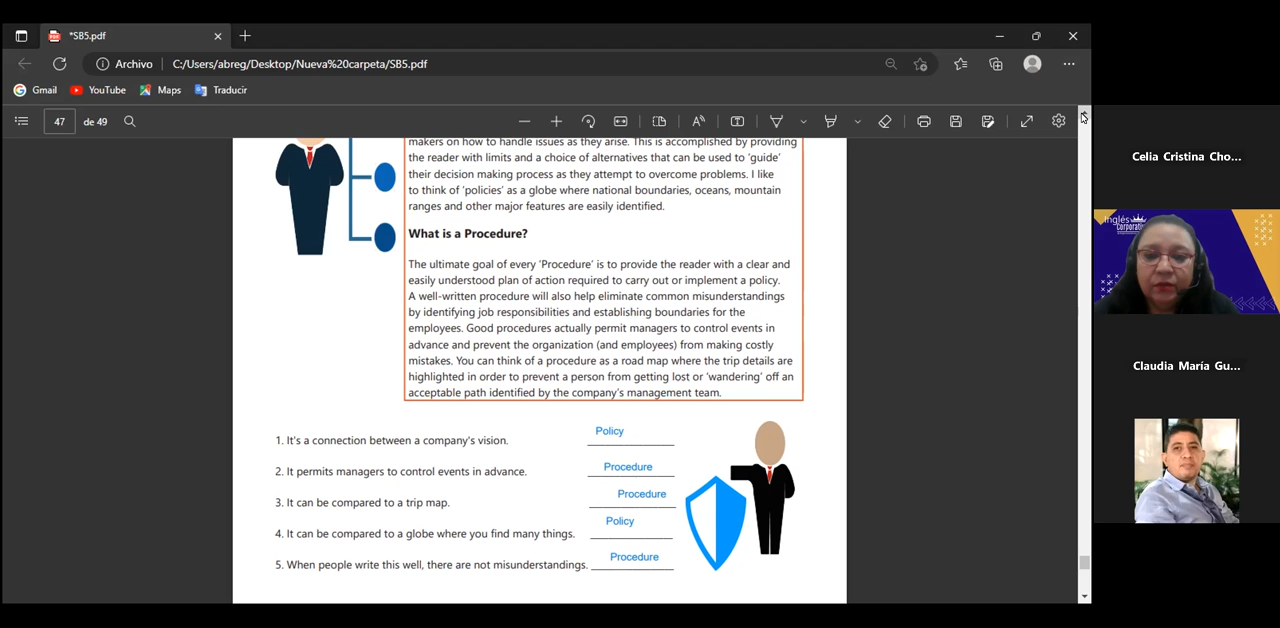 *SB5.pdf
Archivo
C:/Users/abreg/Desktop/Nueva%20carpeta/SB5.pdf
Gmail
YouTube
Maps
Traducir
47
de 49
makers on how to handle issues as they arise. This is accomplished by providing
the reader with limits and a choice of alternatives that can be used to 'guide'
their decision making process as they attempt to overcome problems. I like
to think of 'policies' as a globe where national boundaries, oceans, mountain
ranges and other major features are easily identified.
What is a Procedure?
The ultimate goal of every 'Procedure' is to provide the reader with a clear and
easily understood plan of action required to carry out or implement a policy.
A well-written procedure will also help eliminate common misunderstandings
by identifying job responsibilities and establishing boundaries for the
employees. Good procedures actually permit managers to control events in
advance and prevent the organization (and employees) from making costly
mistakes. You can think of a procedure as a road map where the trip details are
highlighted in order to prevent a person from getting lost or 'wandering' off an
acceptable path identified by the company's management team.
1. It's a connection between a company's vision. Policy
2. It permits managers to control events in advance. Procedure
3. It can be compared to a trip map. Procedure
4. It can be compared to a globe where you find many things. Policy
5. When people write this well, there are not misunderstandings. Procedure
Celia Cristina Cho...
Inglés
Corporativo
Claudia María Gu...